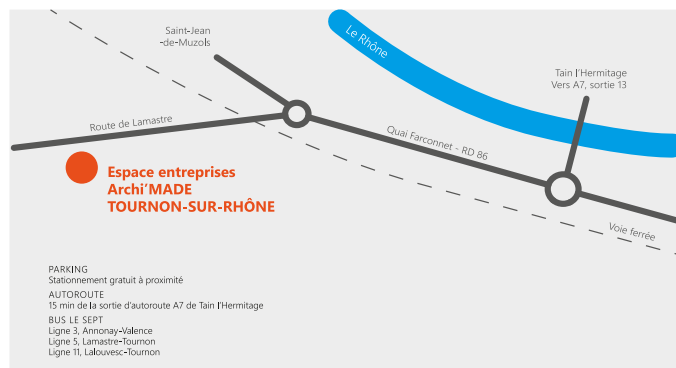 Saint-Jean
-de-Muzols
Le Rhône
Tain l'Hermitage
Vers A7, sortie 13
Route de Lamastre
Quai Farconnet - RD 86
Espace entreprises
Archi'MADE
TOURNON-SUR-RHÔNE
Voie ferrée
PARKING
Stationnement gratuit à proximité
AUTOROUTE
15 min de la sortie d'autoroute A7 de Tain l'Hermitage
BUS LE SEPT
Ligne 3, Annonay-Valence
Ligne 5, Lamastre-Tournon
Ligne 11, Lalouvesc-Tournon